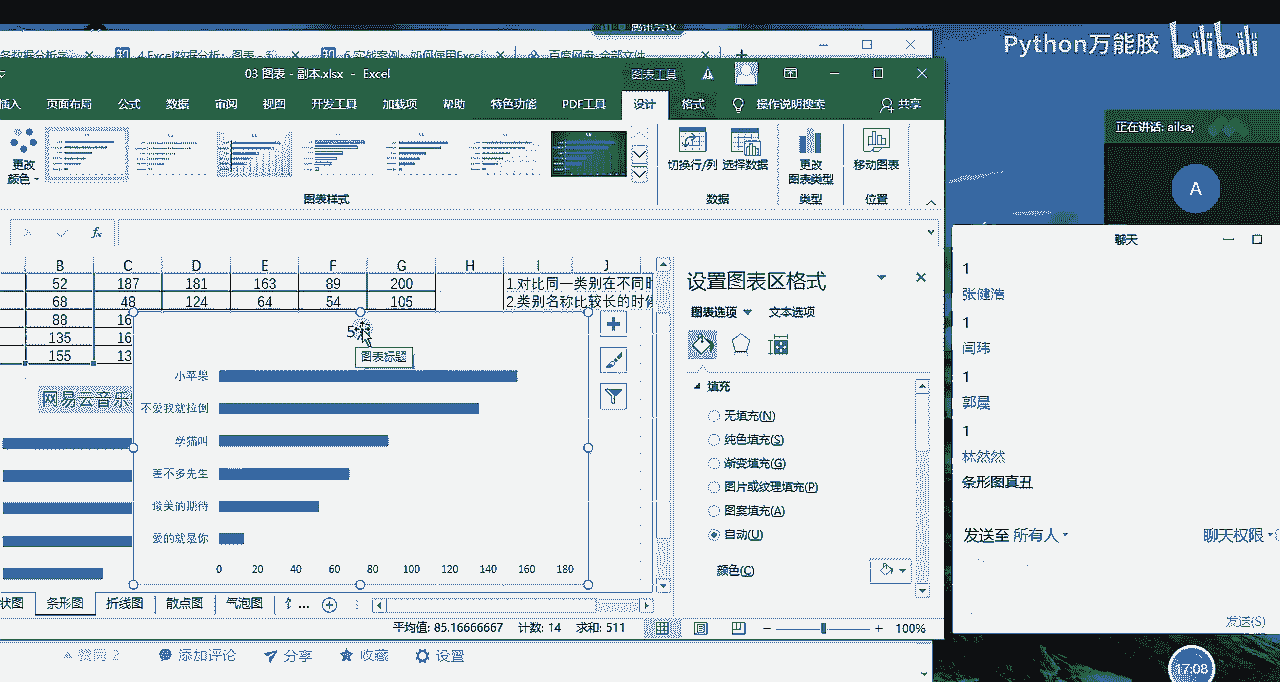 Python万能胶 bilibili
腾讯会议
03 图表 - 副本.xlsx - Excel
图表工具
插入 页面布局 公式 数据 审阅 视图 开发工具 加载项 帮助 特色功能 PDF工具 设计 格式 操作说明搜索 共享
更改
颜色
切换行/列 选择数据 更改
图表类型 移动图表
图表样式 数据 类型 位置
fx
B C D E F G H I J
52 187 181 163 89 200 1.对比同一类别在不同
68 48 124 64 54 105 2.类别名称比较长的时候
88 16
135 16
155 13
网易云音乐
图表标题
小苹果
不爱我就拉倒
学猫叫
差不多先生
爱的就是你
0 20 40 60 80 100 120 140 160 180
设置图表区格式
图表选项 文本选项
填充
无填充(N)
纯色填充(S)
渐变填充(G)
图片或纹理填充(P)
图案填充(A)
自动(U)
颜色(C)
状图 条形图 折线图 散点图 气泡图 ...
平均值: 85.16666667 计数: 14 求和: 511
100%
赞同 2 添加评论 分享 收藏 设置
正在讲话: ailsa;
A
聊天
1
1
闫玮
1
郭晨
1
林然然
条形图真丑
发送至 所有人 聊天权限
发送(S)
17:08